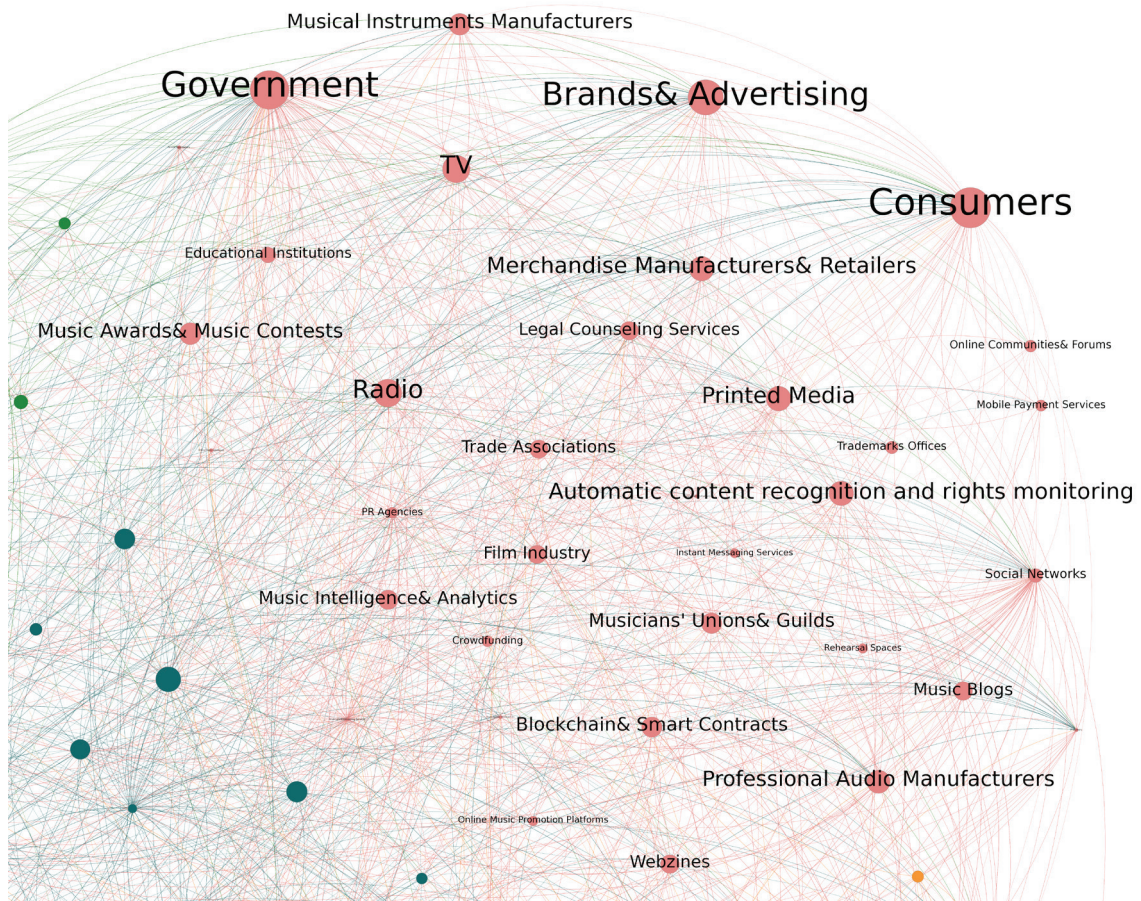 Musical Instruments Manufacturers
Government
Brands& Advertising
TV
Consumers
Educational Institutions
Merchandise Manufacturers& Retailers
Music Awards& Music Contests
Legal Counseling Services
Online Communities& Forums
Radio
Printed Media
Mobile Payment Services
Trade Associations
Trademarks Offices
Automatic content recognition and rights monitoring
PR Agencies
Film Industry
Instant Messaging Services
Social Networks
Music Intelligence& Analytics
Musicians' Unions& Guilds
Crowdfunding
Rehearsal Spaces
Music Blogs
Blockchain& Smart Contracts
Professional Audio Manufacturers
Online Music Promotion Platforms
Webzines